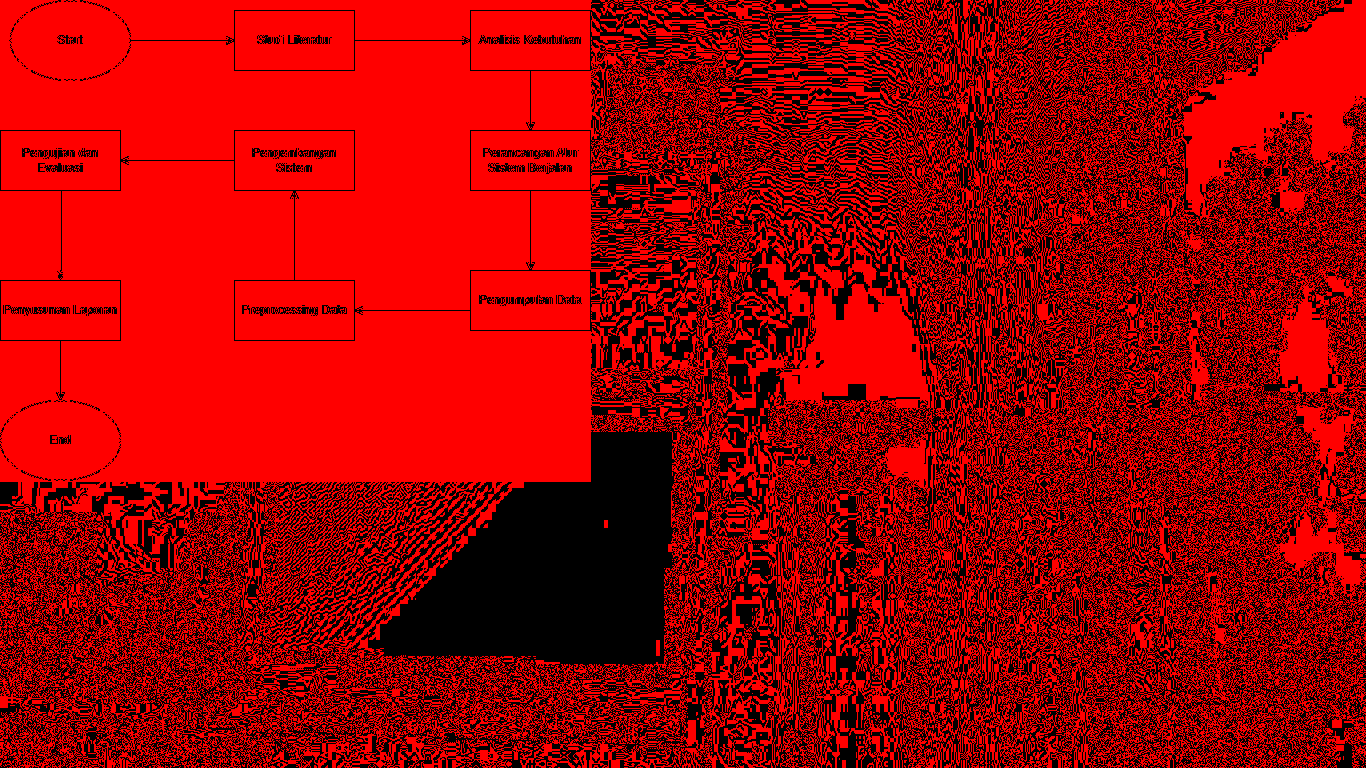 Start
Studi Literatur
Analisis Kebutuhan
Perancangan Alur
Sistem Berjalan
Pengumpulan Data
Preprocessing Data
Pengembangan
Sistem
Pengujian dan
Evaluasi
Penyusunan Laporan
End